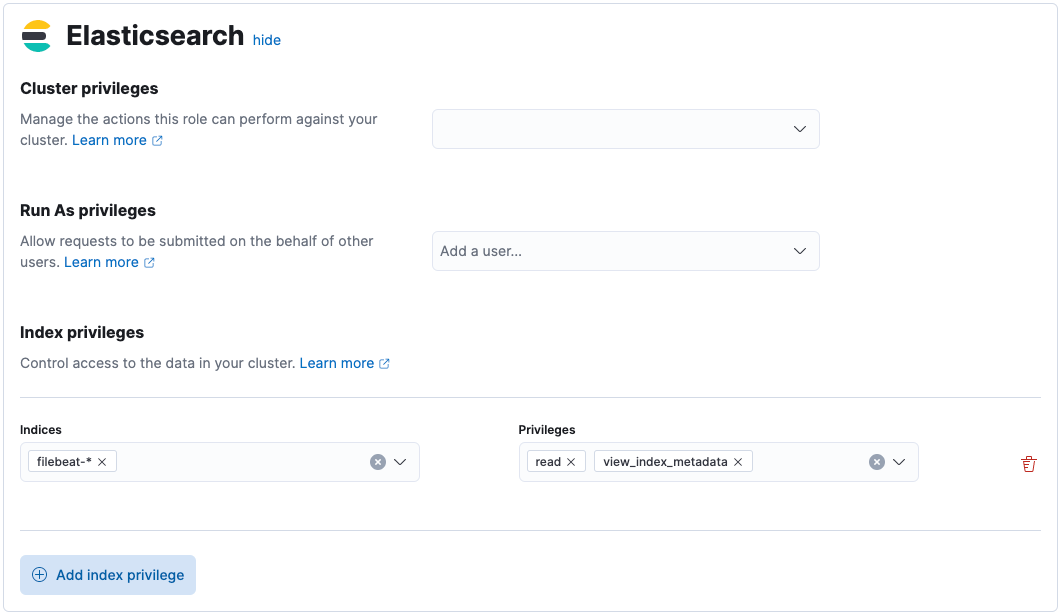 Elasticsearch hide
Cluster privileges
Manage the actions this role can perform against your
cluster. Learn more
Run As privileges
Allow requests to be submitted on the behalf of other
users. Learn more
Add a user...
Index privileges
Control access to the data in your cluster. Learn more
Indices
filebeat-*
Privileges
read view_index_metadata
Add index privilege